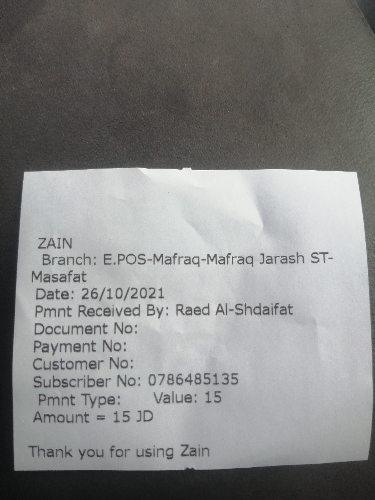 ZAIN
Branch: E.POS-Mafraq-Mafraq Jarash ST-
Masafat
Date: 26/10/2021
Pmnt Received By: Raed Al-Shdaifat
Document No:
Payment No:
Customer No:
Subscriber No: 0786485135
Pmnt Type: Value: 15
Amount = 15 JD
Thank you for using Zain